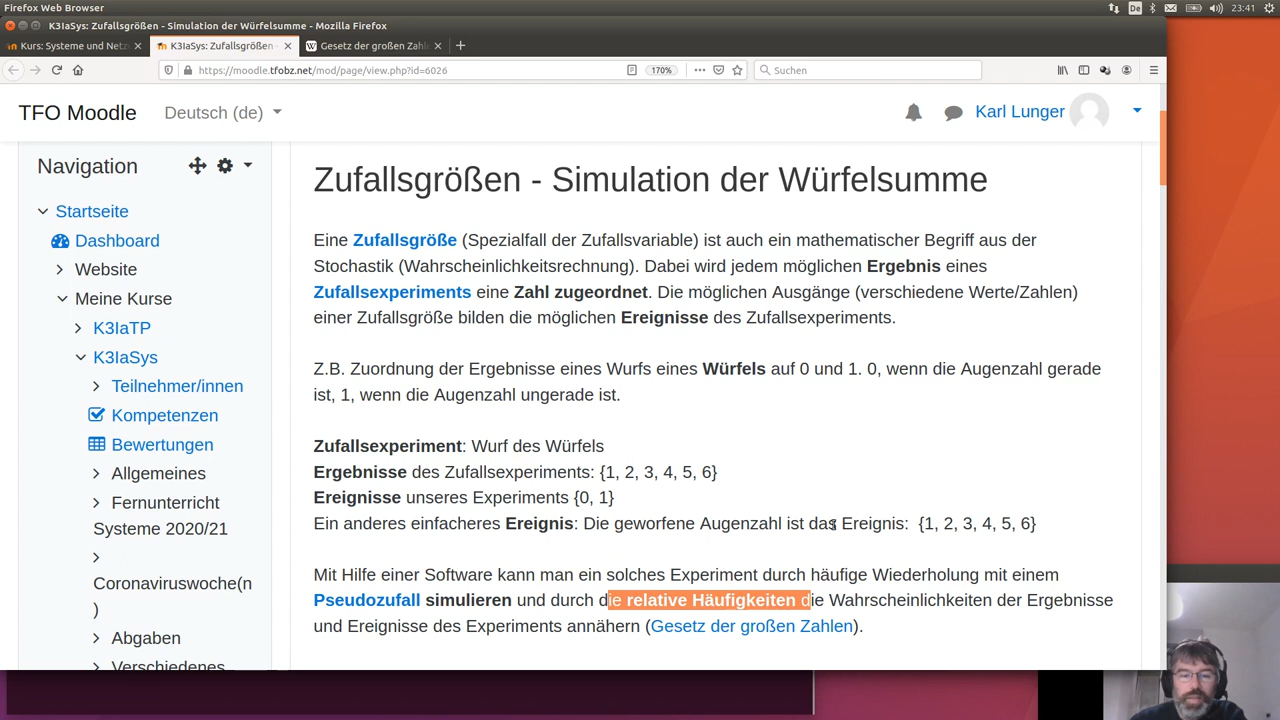 Firefox Web Browser
De
23:41
K3IaSys: Zufallsgrößen - Simulation der Würfelsumme - Mozilla Firefox
Kurs: Systeme und Netz
K3IaSys: Zufallsgrößen -
W Gesetz der großen Zahl
https://moodle.tfobz.net/mod/page/view.php?id=6026
170%
Suchen
TFO Moodle
Deutsch (de)
Karl Lunger
Navigation
Startseite
Dashboard
Website
Meine Kurse
K3IaTP
K3IaSys
Teilnehmer/innen
Kompetenzen
Bewertungen
Allgemeines
Fernunterricht
Systeme 2020/21
Coronaviruswoche(n
)
Abgaben
Verschiedenes
Zufallsgrößen - Simulation der Würfelsumme
Eine Zufallsgröße (Spezialfall der Zufallsvariable) ist auch ein mathematischer Begriff aus der
Stochastik (Wahrscheinlichkeitsrechnung). Dabei wird jedem möglichen Ergebnis eines
Zufallsexperiments eine Zahl zugeordnet. Die möglichen Ausgänge (verschiedene Werte/Zahlen)
einer Zufallsgröße bilden die möglichen Ereignisse des Zufallsexperiments.
Z.B. Zuordnung der Ergebnisse eines Wurfs eines Würfels auf 0 und 1. 0, wenn die Augenzahl gerade
ist, 1, wenn die Augenzahl ungerade ist.
Zufallsexperiment: Wurf des Würfels
Ergebnisse des Zufallsexperiments: {1, 2, 3, 4, 5, 6}
Ereignisse unseres Experiments {0, 1}
Ein anderes einfacheres Ereignis: Die geworfene Augenzahl ist das Ereignis: {1, 2, 3, 4, 5, 6}
Mit Hilfe einer Software kann man ein solches Experiment durch häufige Wiederholung mit einem
Pseudozufall simulieren und durch die relative Häufigkeiten die Wahrscheinlichkeiten der Ergebnisse
und Ereignisse des Experiments annähern (Gesetz der großen Zahlen).